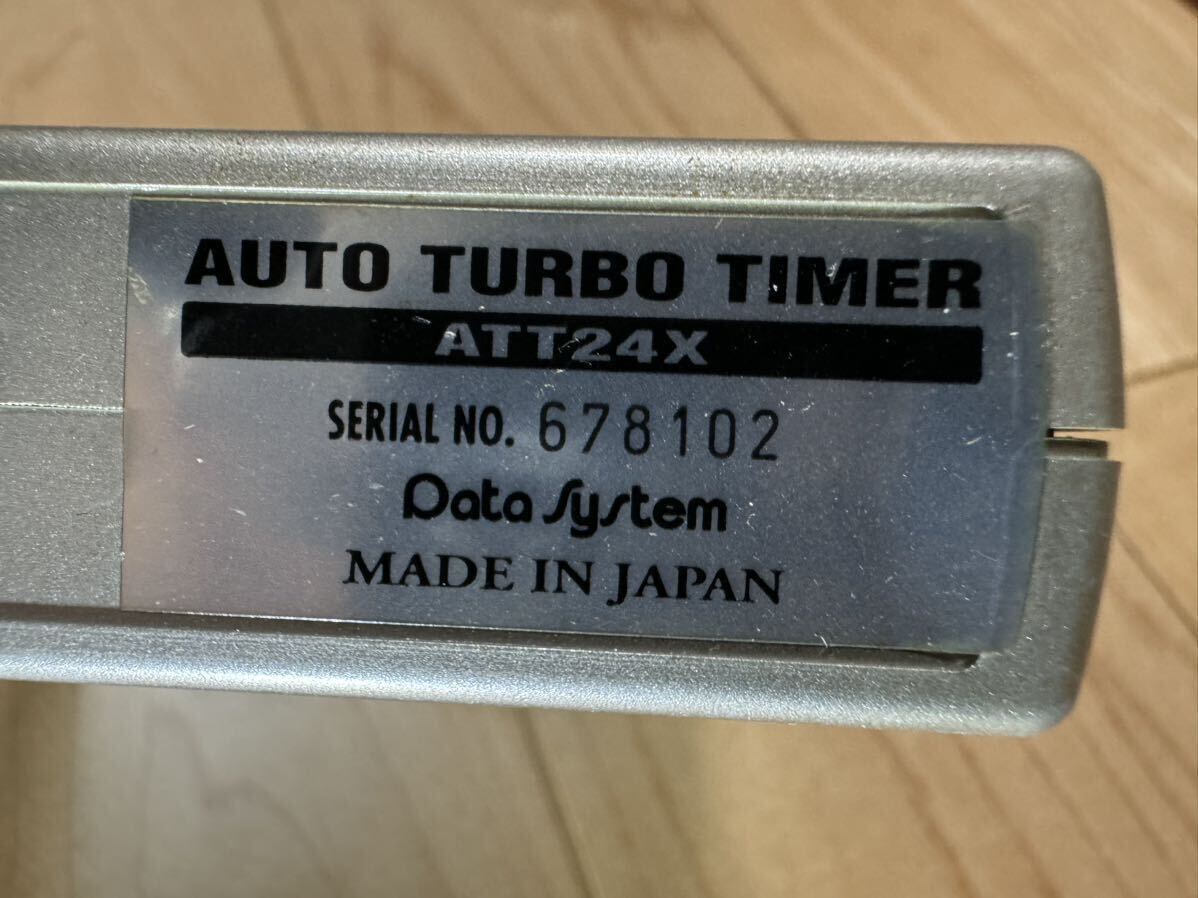 AUTO TURBO TIMER
ATT24X
SERIAL NO. 678102
Data System
MADE IN JAPAN